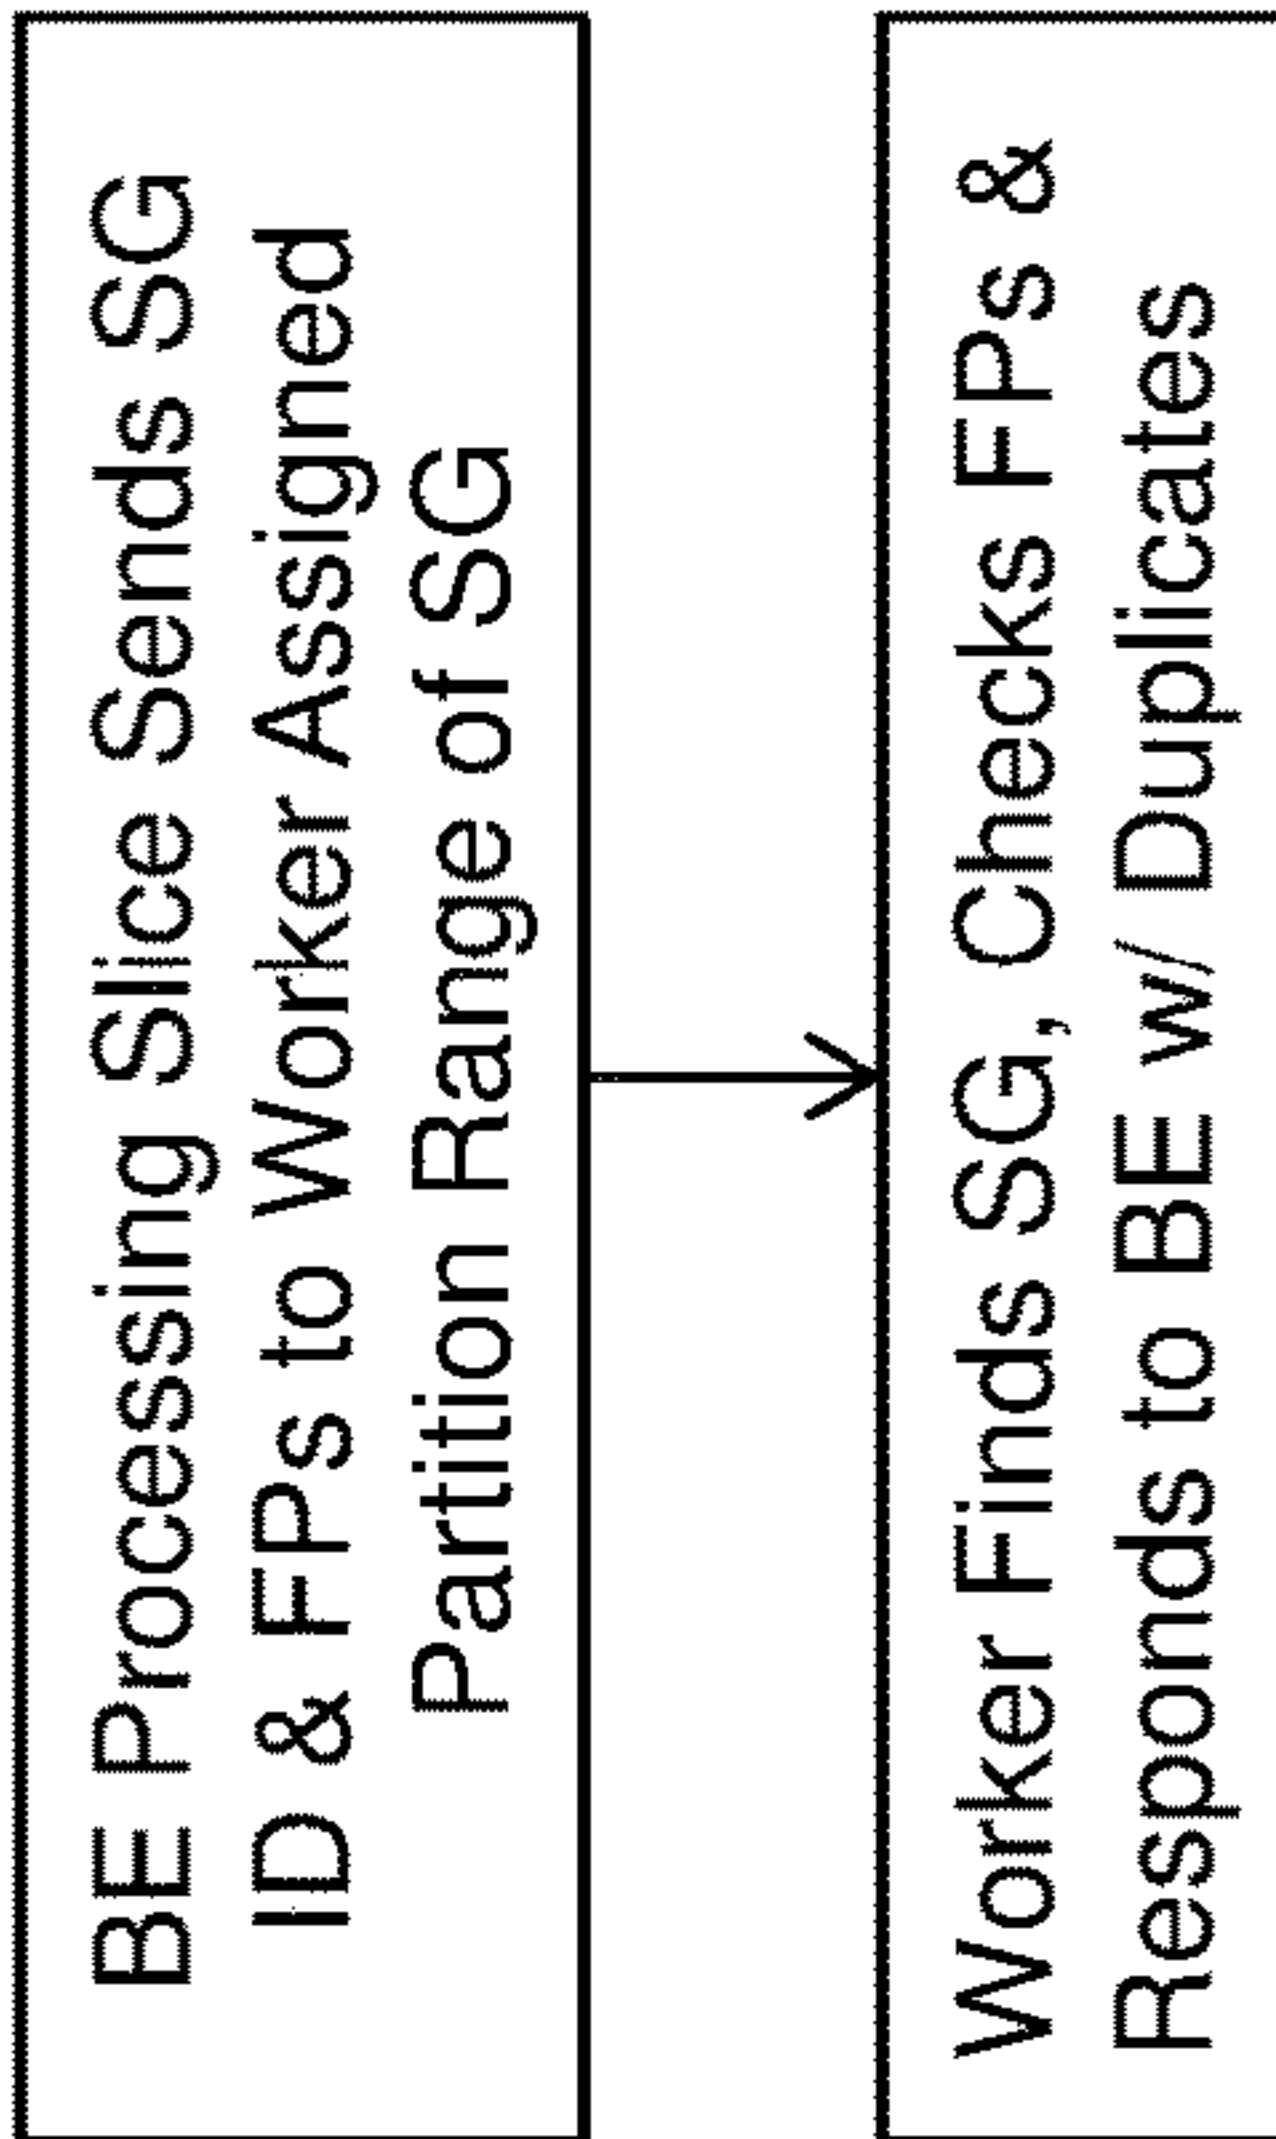 BE Processing Slice Sends SG
ID & FPs to Worker Assigned
Partition Range of SG
Worker Finds SG, Checks FPs &
Responds to BE w/ Duplicates